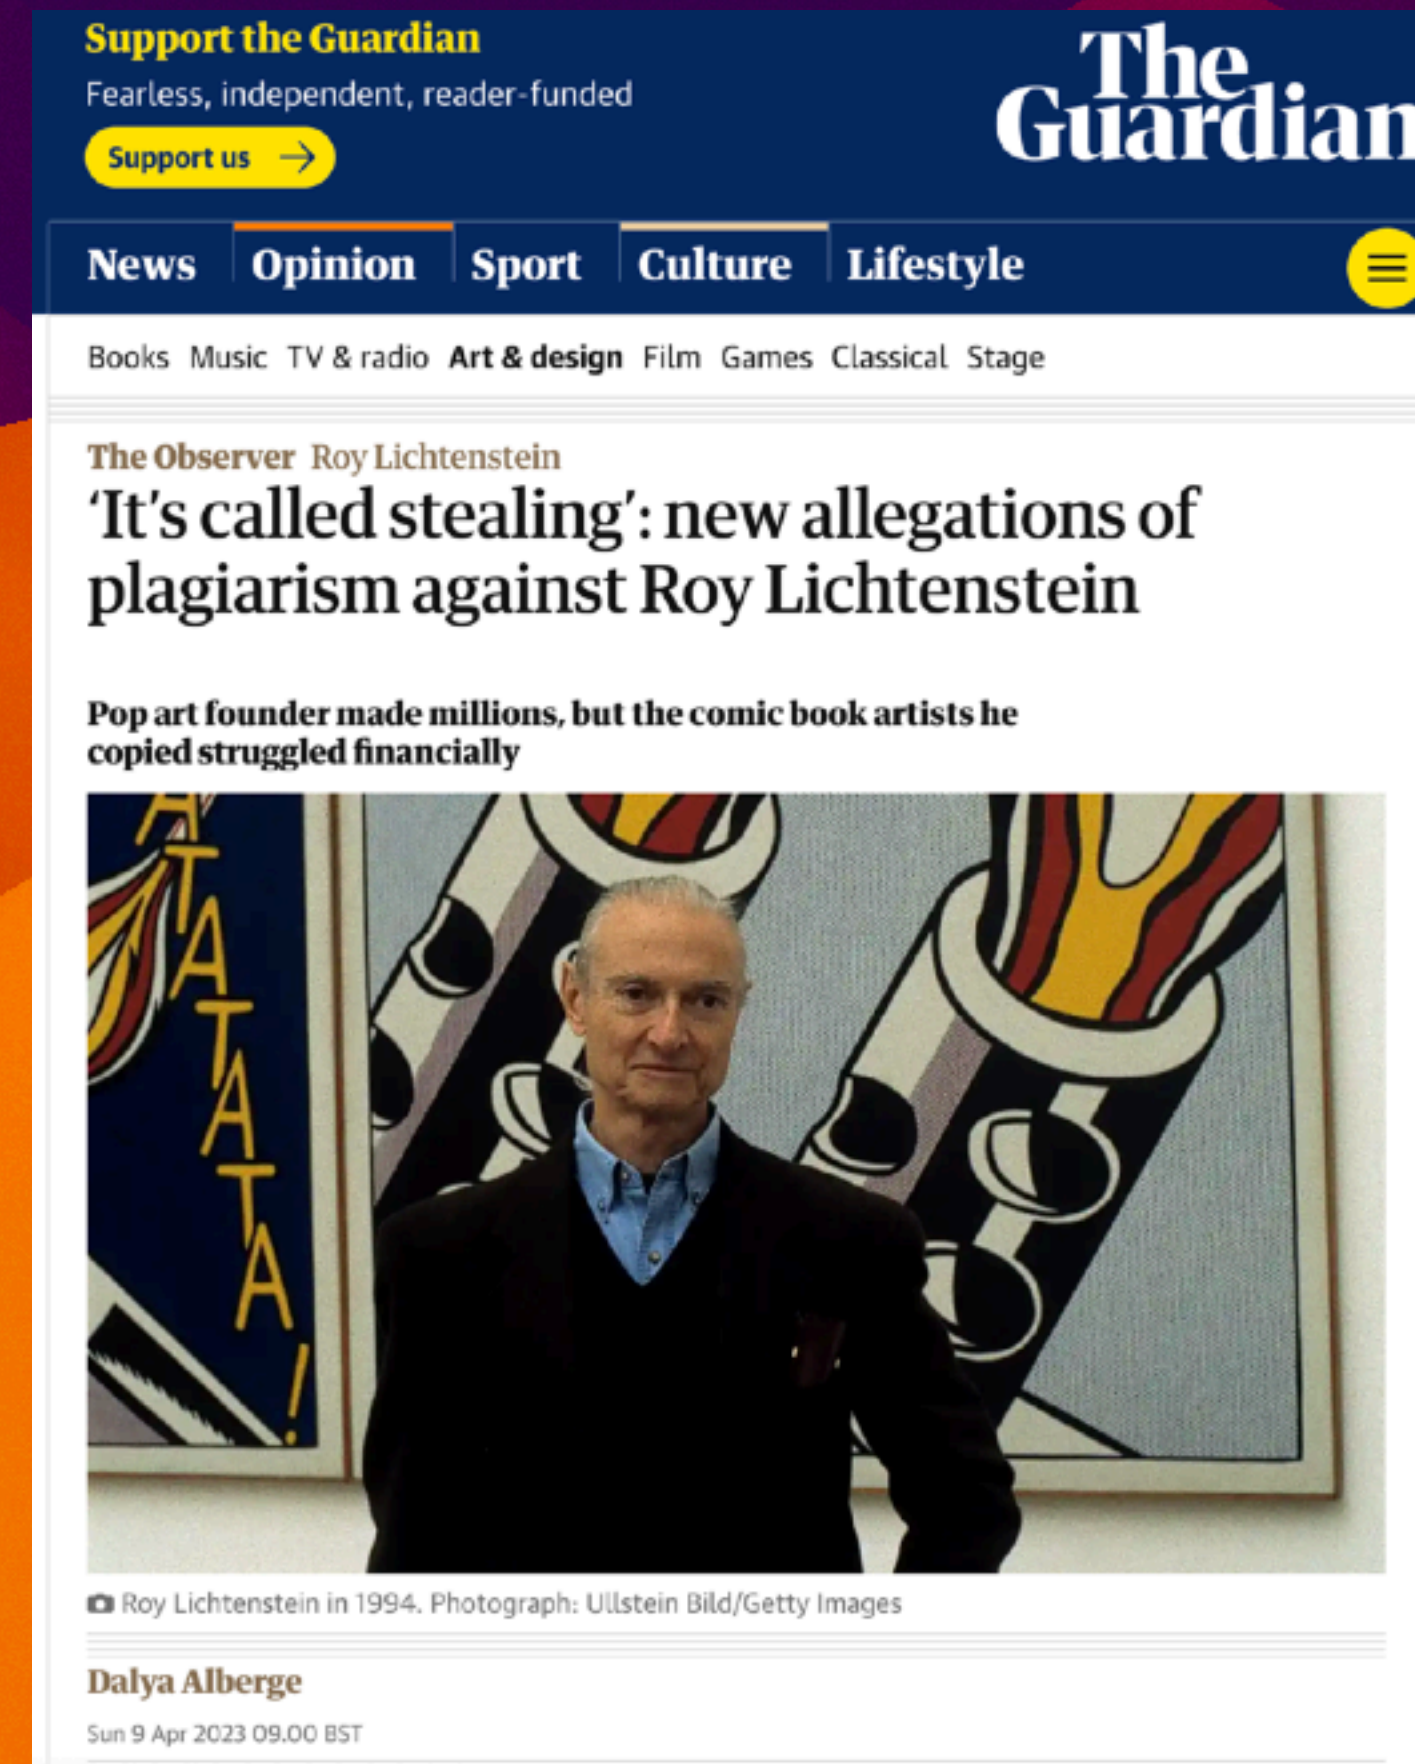 Support the Guardian
Fearless, independent, reader-funded
Support us
The
Guardian
News Opinion Sport Culture Lifestyle
Books Music TV & radio Art & design Film Games Classical Stage
The Observer Roy Lichtenstein
‘It’s called stealing’: new allegations of
plagiarism against Roy Lichtenstein
Pop art founder made millions, but the comic book artists he
copied struggled financially
ATATATATA!
Roy Lichtenstein in 1994. Photograph: Ullstein Bild/Getty Images
Dalya Alberge
Sun 9 Apr 2023 09.00 BST